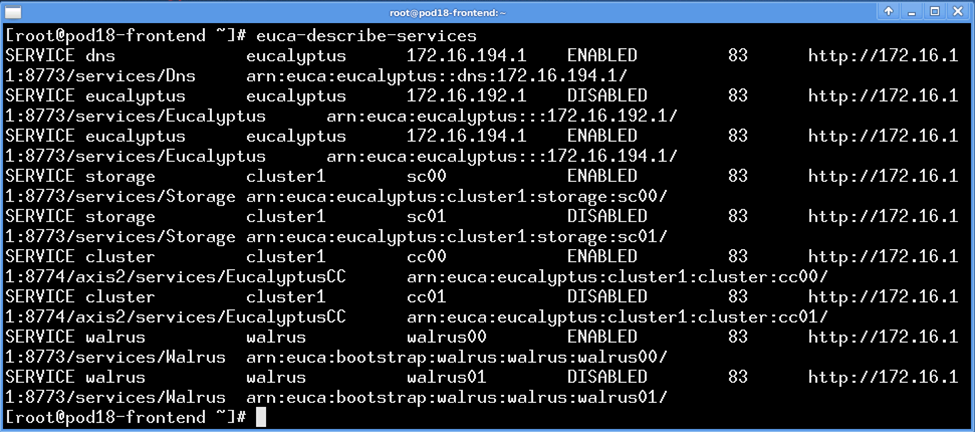 root@pod18-frontend:~
[root@pod18-frontend ~]# euca-describe-services
SERVICE dns eucalyptus 172.16.194.1 ENABLED 83 http://172.16.1
1:8773/services/Dns arn:euca:eucalyptus::dns:172.16.194.1/
SERVICE eucalyptus eucalyptus 172.16.192.1 DISABLED 83 http://172.16.1
1:8773/services/Eucalyptus arn:euca:eucalyptus:::172.16.192.1/
SERVICE eucalyptus eucalyptus 172.16.194.1 ENABLED 83 http://172.16.1
1:8773/services/Eucalyptus arn:euca:eucalyptus:::172.16.194.1/
SERVICE storage cluster1 sc00 ENABLED 83 http://172.16.1
1:8773/services/Storage arn:euca:eucalyptus:cluster1:storage:sc00/
SERVICE storage cluster1 sc01 DISABLED 83 http://172.16.1
1:8773/services/Storage arn:euca:eucalyptus:cluster1:storage:sc01/
SERVICE cluster cluster1 cc00 ENABLED 83 http://172.16.1
1:8774/axis2/services/EucalyptusCC arn:euca:eucalyptus:cluster1:cluster:cc00/
SERVICE cluster cluster1 cc01 DISABLED 83 http://172.16.1
1:8774/axis2/services/EucalyptusCC arn:euca:eucalyptus:cluster1:cluster:cc01/
SERVICE walrus walrus walrus00 ENABLED 83 http://172.16.1
1:8773/services/Walrus arn:euca:bootstrap:walrus:walrus:walrus00/
SERVICE walrus walrus walrus01 DISABLED 83 http://172.16.1
1:8773/services/Walrus arn:euca:bootstrap:walrus:walrus:walrus01/
[root@pod18-frontend ~]#